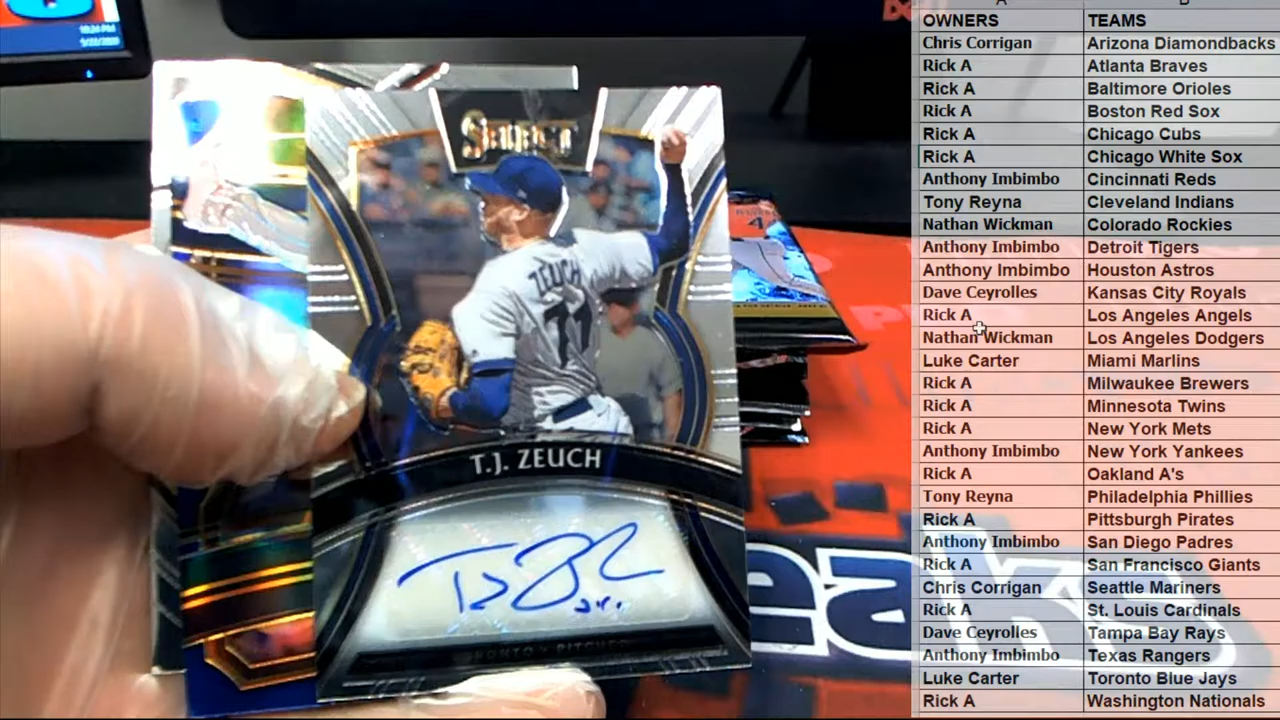 10:24 PM
SELECT
ZEUCH
77
T.J. ZEUCH
OWNERS TEAMS
Chris Corrigan Arizona Diamondbacks
Rick A Atlanta Braves
Rick A Baltimore Orioles
Rick A Boston Red Sox
Rick A Chicago Cubs
Rick A Chicago White Sox
Anthony Imbimbo Cincinnati Reds
Tony Reyna Cleveland Indians
Nathan Wickman Colorado Rockies
Anthony Imbimbo Detroit Tigers
Anthony Imbimbo Houston Astros
Dave Ceyrolles Kansas City Royals
Rick A Los Angeles Angels
Nathan Wickman Los Angeles Dodgers
Luke Carter Miami Marlins
Rick A Milwaukee Brewers
Rick A Minnesota Twins
Rick A New York Mets
Anthony Imbimbo New York Yankees
Rick A Oakland A's
Tony Reyna Philadelphia Phillies
Rick A Pittsburgh Pirates
Anthony Imbimbo San Diego Padres
Rick A San Francisco Giants
Chris Corrigan Seattle Mariners
Rick A St. Louis Cardinals
Dave Ceyrolles Tampa Bay Rays
Anthony Imbimbo Texas Rangers
Luke Carter Toronto Blue Jays
Rick A Washington Nationals